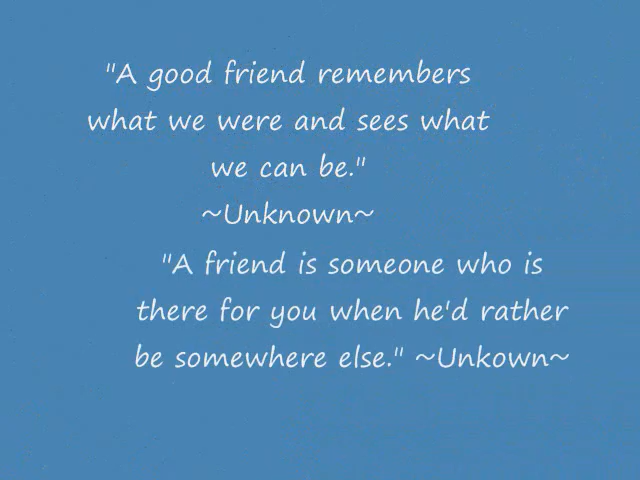 "A good friend remembers
what we were and sees what
we can be."
~Unknown~
"A friend is someone who is
there for you when he'd rather
be somewhere else." ~Unkown~